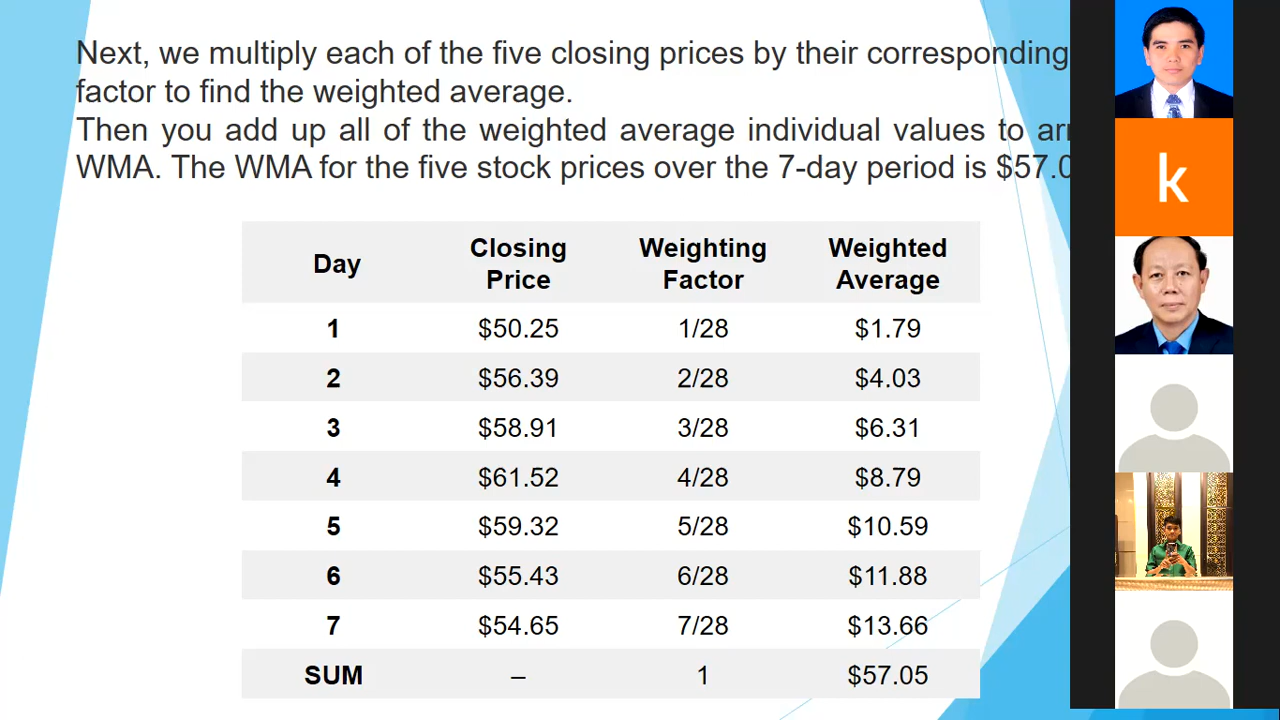 Next, we multiply each of the five closing prices by their corresponding
factor to find the weighted average.
Then you add up all of the weighted average individual values to
WMA. The WMA for the five stock prices over the 7-day period is
Day Closing Price Weighting Factor Weighted Average
1 $50.25 1/28 $1.79
2 $56.39 2/28 $4.03
3 $58.91 3/28 $6.31
4 $61.52 4/28 $8.79
5 $59.32 5/28 $10.59
6 $55.43 6/28 $11.88
7 $54.65 7/28 $13.66
SUM – 1 $57.05
k